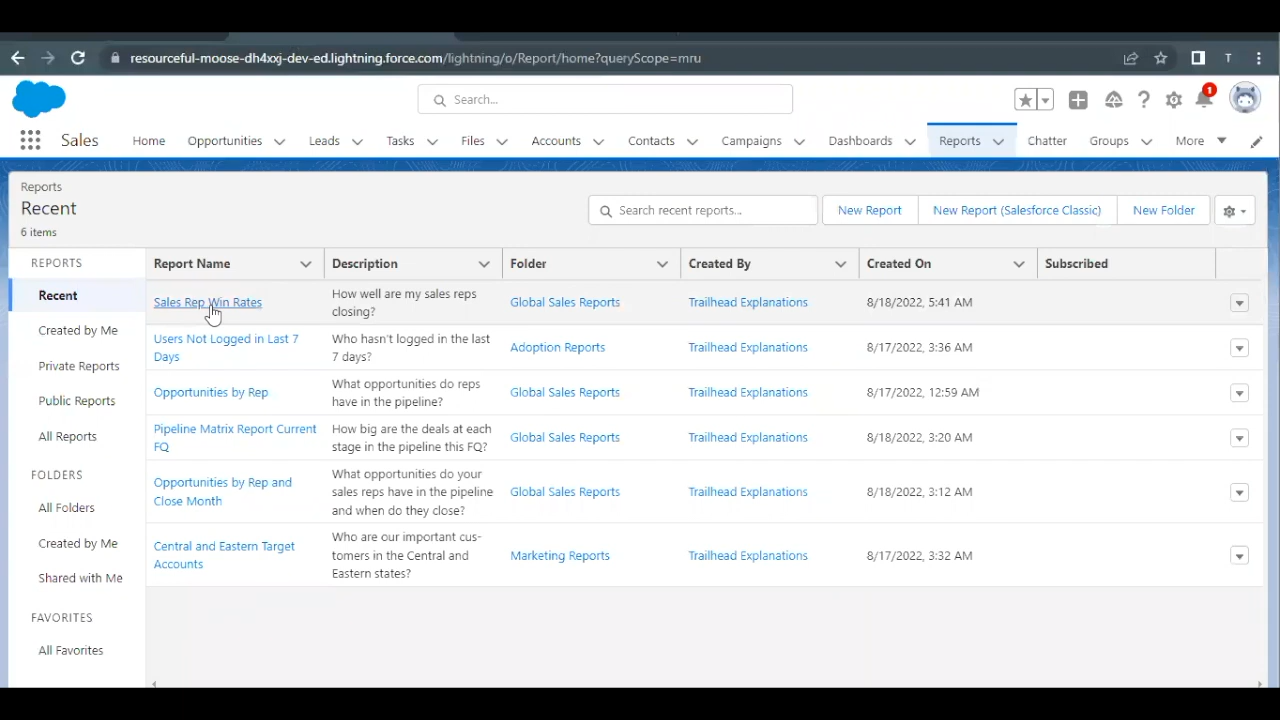 resourceful-moose-dh4xxj-dev-ed.lightning.force.com/lightning/o/Report/home?queryScope=mru
T
Search...
1
Sales
Home
Opportunities
Leads
Tasks
Files
Accounts
Contacts
Campaigns
Dashboards
Reports
Chatter
Groups
More
Reports
Recent
6 items
Search recent reports...
New Report
New Report (Salesforce Classic)
New Folder
REPORTS
Recent
Created by Me
Private Reports
Public Reports
All Reports
FOLDERS
All Folders
Created by Me
Shared with Me
FAVORITES
All Favorites
Report Name
Description
Folder
Created By
Created On
Subscribed
Sales Rep Win Rates
How well are my sales reps
closing?
Global Sales Reports
Trailhead Explanations
8/18/2022, 5:41 AM
Users Not Logged in Last 7
Days
Who hasn't logged in the last
7 days?
Adoption Reports
Trailhead Explanations
8/17/2022, 3:36 AM
Opportunities by Rep
What opportunities do reps
have in the pipeline?
Global Sales Reports
Trailhead Explanations
8/17/2022, 12:59 AM
Pipeline Matrix Report Current
FQ
How big are the deals at each
stage in the pipeline this FQ?
Global Sales Reports
Trailhead Explanations
8/18/2022, 3:20 AM
Opportunities by Rep and
Close Month
What opportunities do your
sales reps have in the pipeline
and when do they close?
Global Sales Reports
Trailhead Explanations
8/18/2022, 3:12 AM
Central and Eastern Target
Accounts
Who are our important cus-
tomers in the Central and
Eastern states?
Marketing Reports
Trailhead Explanations
8/17/2022, 3:32 AM